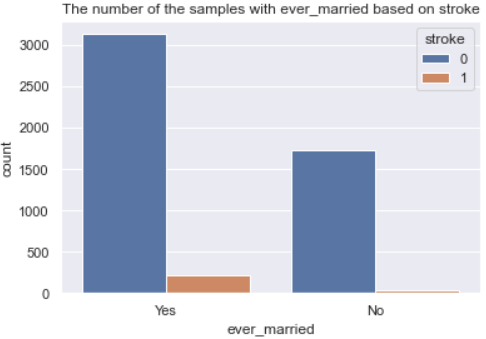 The number of the samples with ever_married based on stroke
stroke
0
1
3000
2500
2000
1500
1000
500
0
count
Yes
No
ever_married